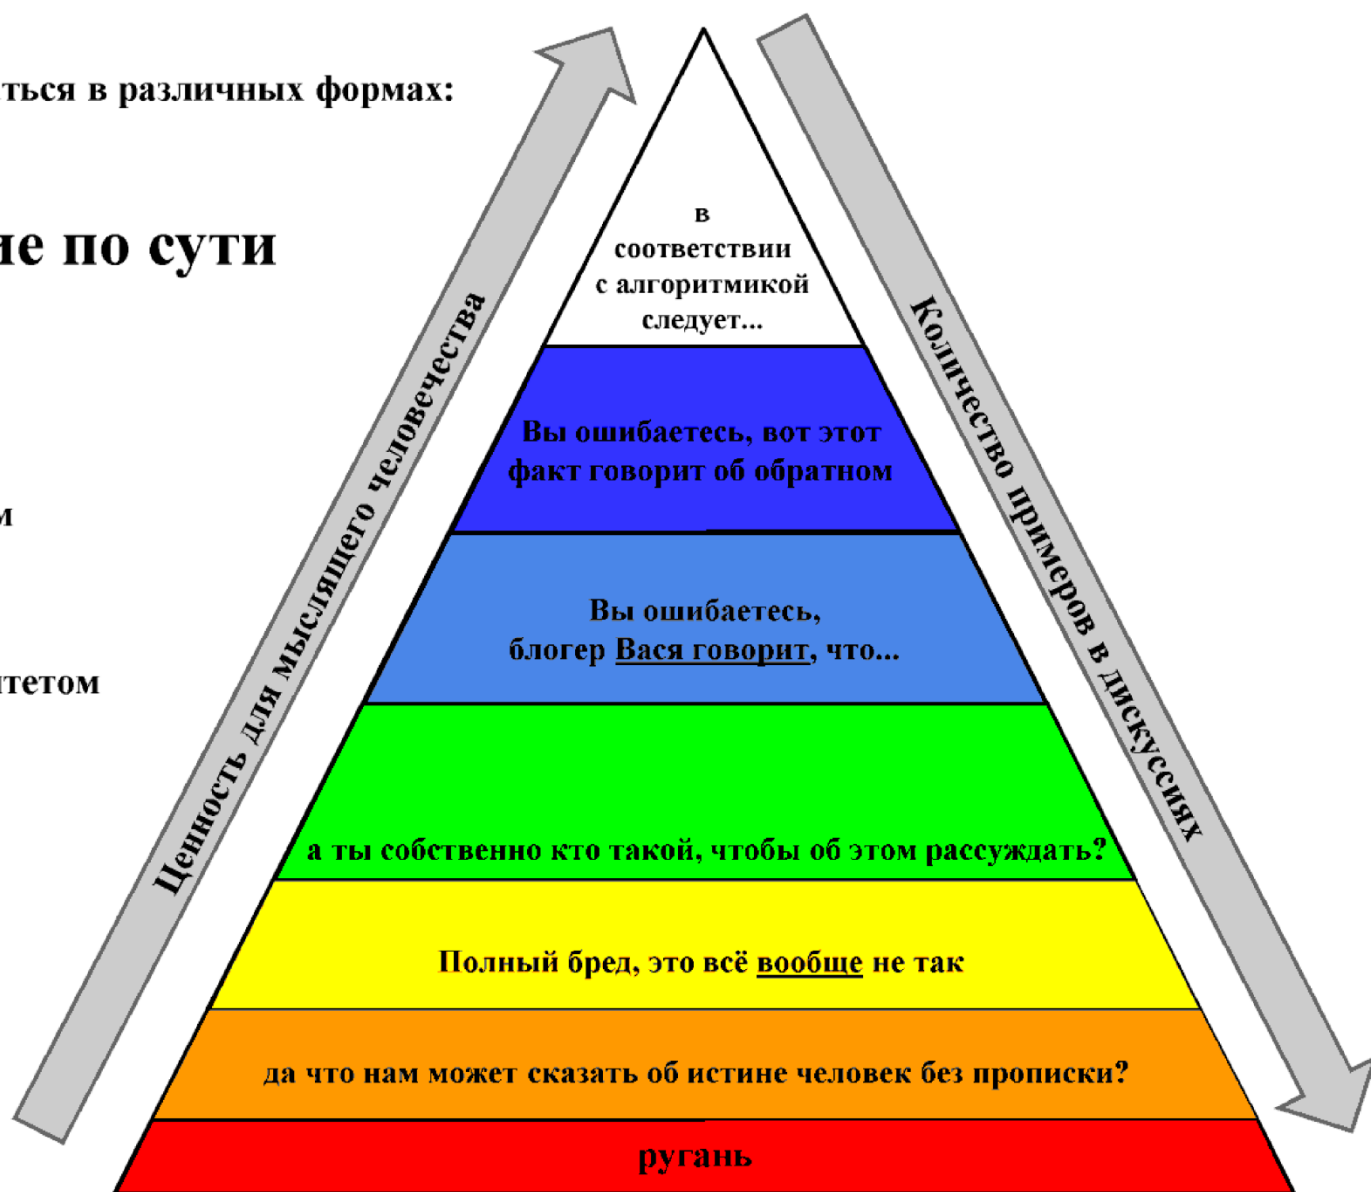 ться в различных формах:
ие по сути
м
тетом
Ценность для мыслящего человечества
в
соответствии
с алгоритмикой
следует...
Вы ошибаетесь, вот этот
факт говорит об обратном
Вы ошибаетесь,
блогер Вася говорит, что...
а ты собственно кто такой, чтобы об этом рассуждать?
Полный бред, это всё вообще не так
да что нам может сказать об истине человек без прописки?
ругань
Количество примеров в дискуссиях